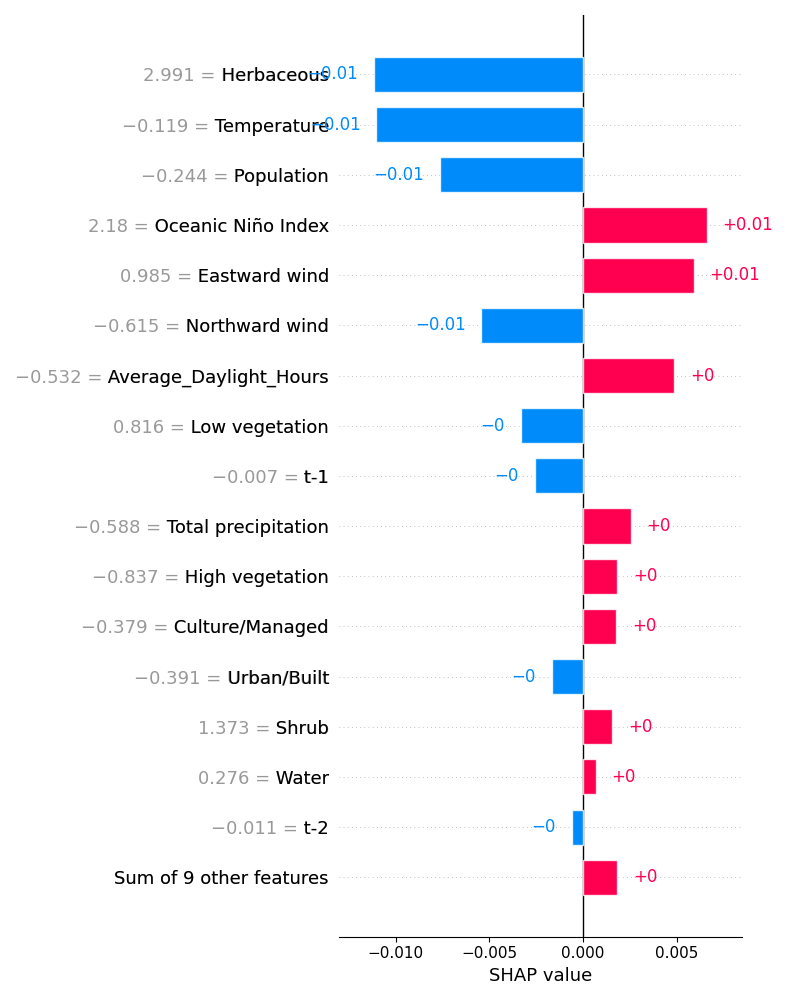 2.991 = Herbaceous −0.01
−0.119 = Temperature −0.01
−0.244 = Population −0.01
2.18 = Oceanic Niño Index +0.01
0.985 = Eastward wind +0.01
−0.615 = Northward wind −0.01
−0.532 = Average_Daylight_Hours +0
0.816 = Low vegetation −0
−0.007 = t-1 −0
−0.588 = Total precipitation +0
−0.837 = High vegetation +0
−0.379 = Culture/Managed +0
−0.391 = Urban/Built −0
1.373 = Shrub +0
0.276 = Water +0
−0.011 = t-2 −0
Sum of 9 other features +0
−0.010 −0.005 0.000 0.005
SHAP value